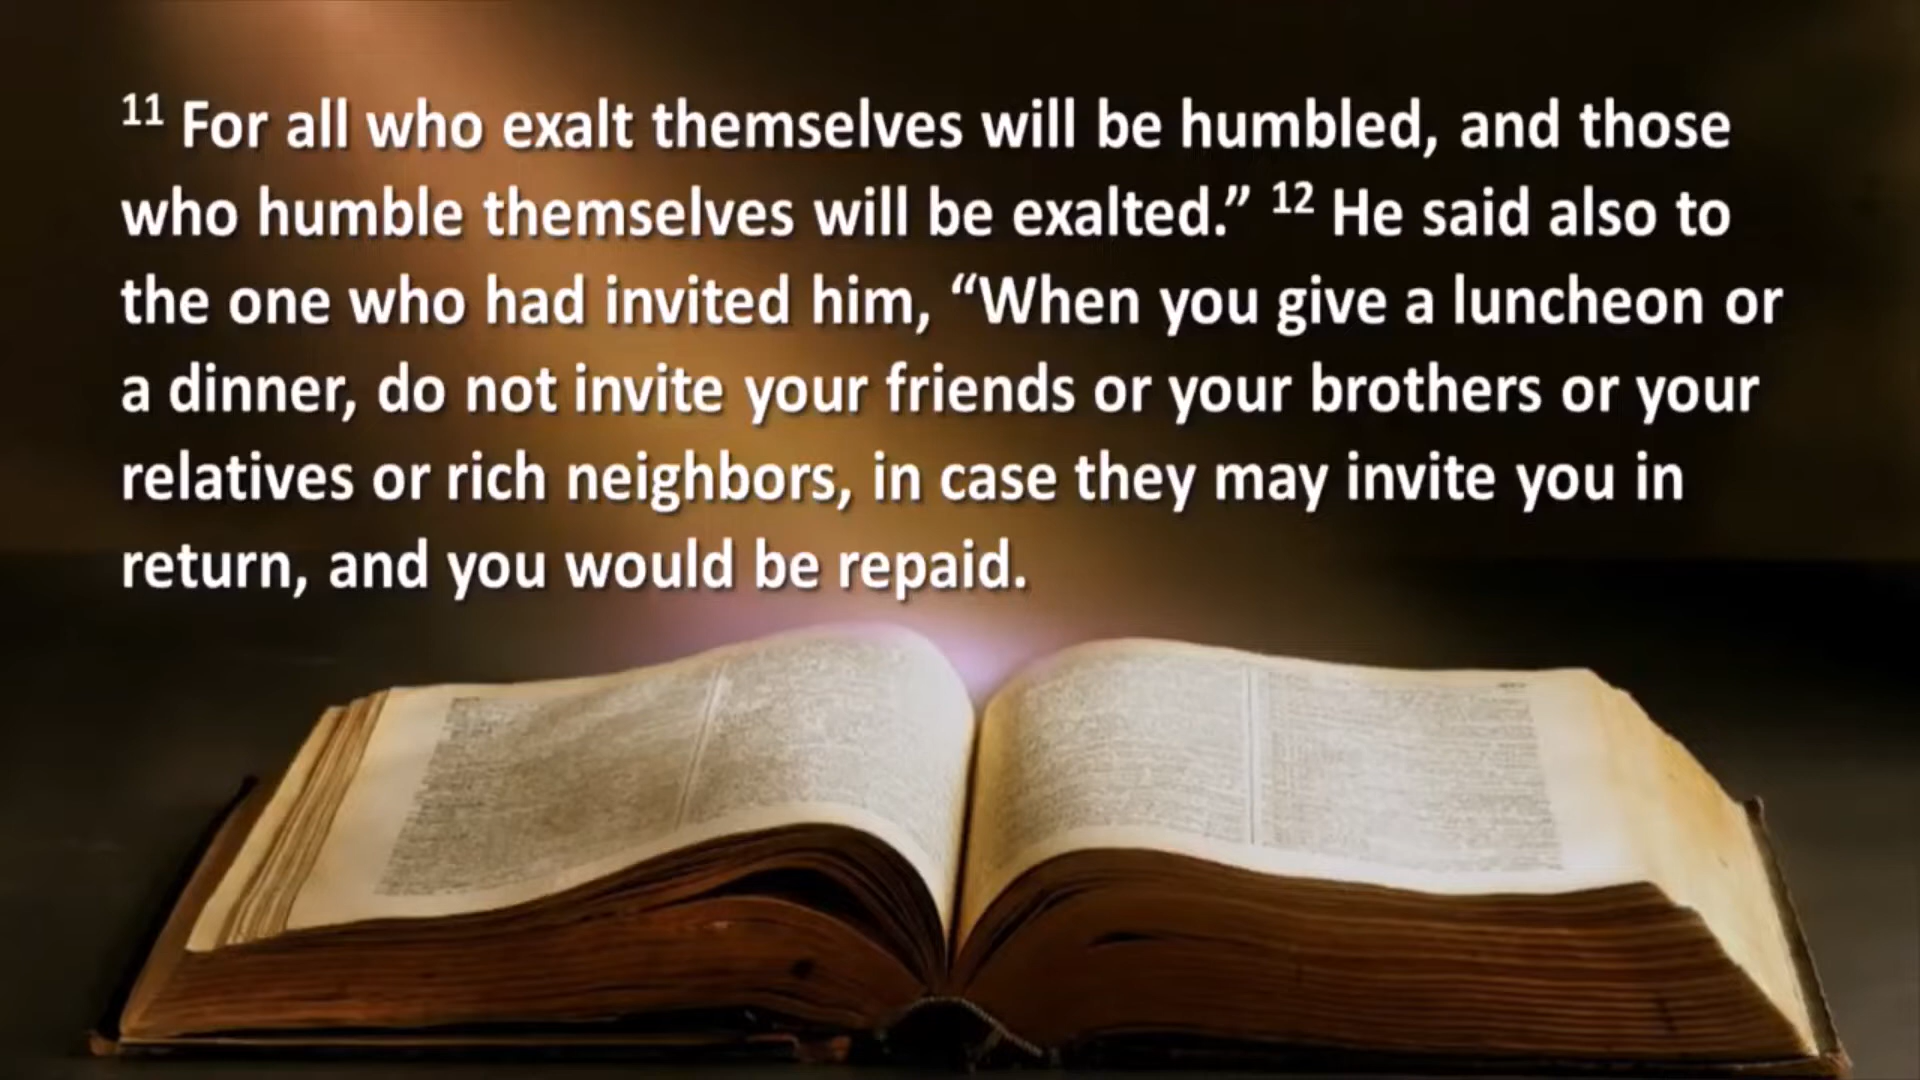 11 For all who exalt themselves will be humbled, and those
who humble themselves will be exalted.” 12 He said also to
the one who had invited him, “When you give a luncheon or
a dinner, do not invite your friends or your brothers or your
relatives or rich neighbors, in case they may invite you in
return, and you would be repaid.